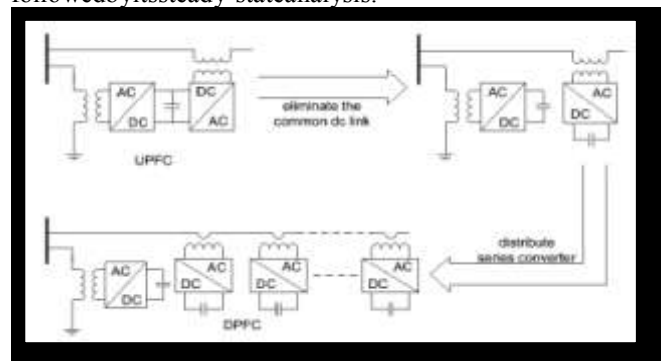 followedbyitssteady-stateanalysis.
AC
DC
DC
AC
UPFC
eliminate the
common dc link
AC
DC
DC
AC
distribute
series converter
AC
DC
AC
DC
AC
DC
AC
DC
DPFC